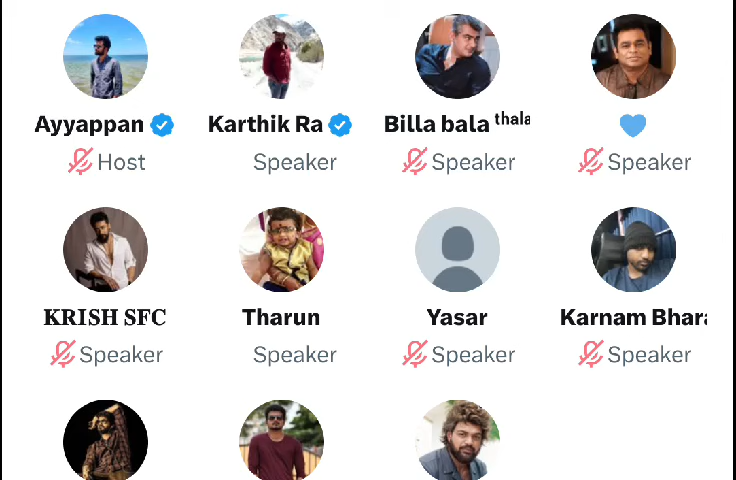 Ayyappan Karthik Ra Billa bala thala
Host Speaker Speaker Speaker
KRISH SFC Tharun Yasar Karnam Bhara
Speaker Speaker Speaker Speaker